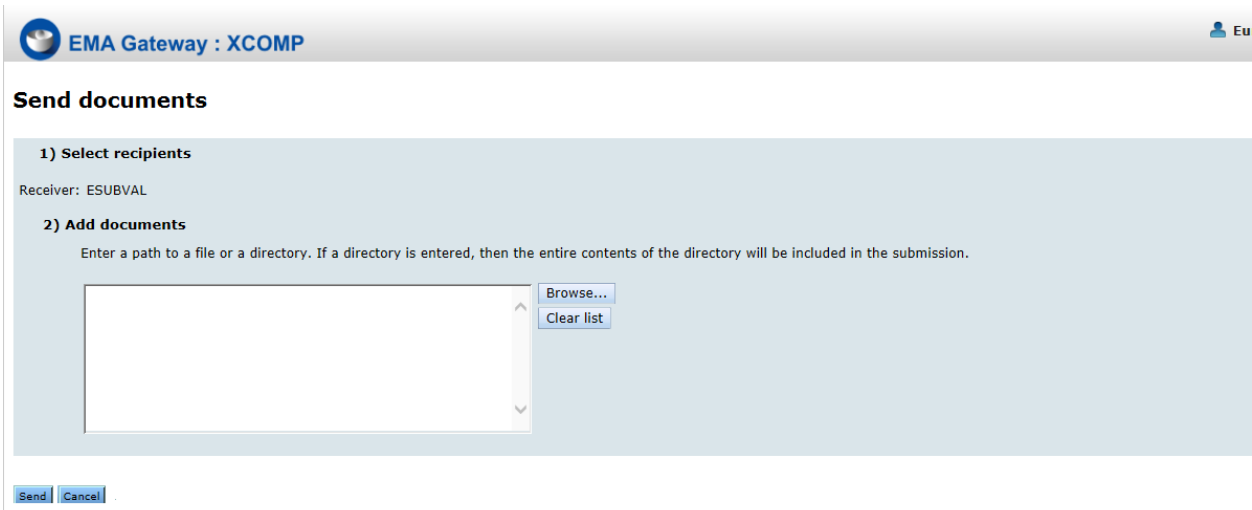 EMA Gateway : XCOMP
Eu
Send documents
1) Select recipients
Receiver: ESUBVAL
2) Add documents
Enter a path to a file or a directory. If a directory is entered, then the entire contents of the directory will be included in the submission.
Browse...
Clear list
Send Cancel